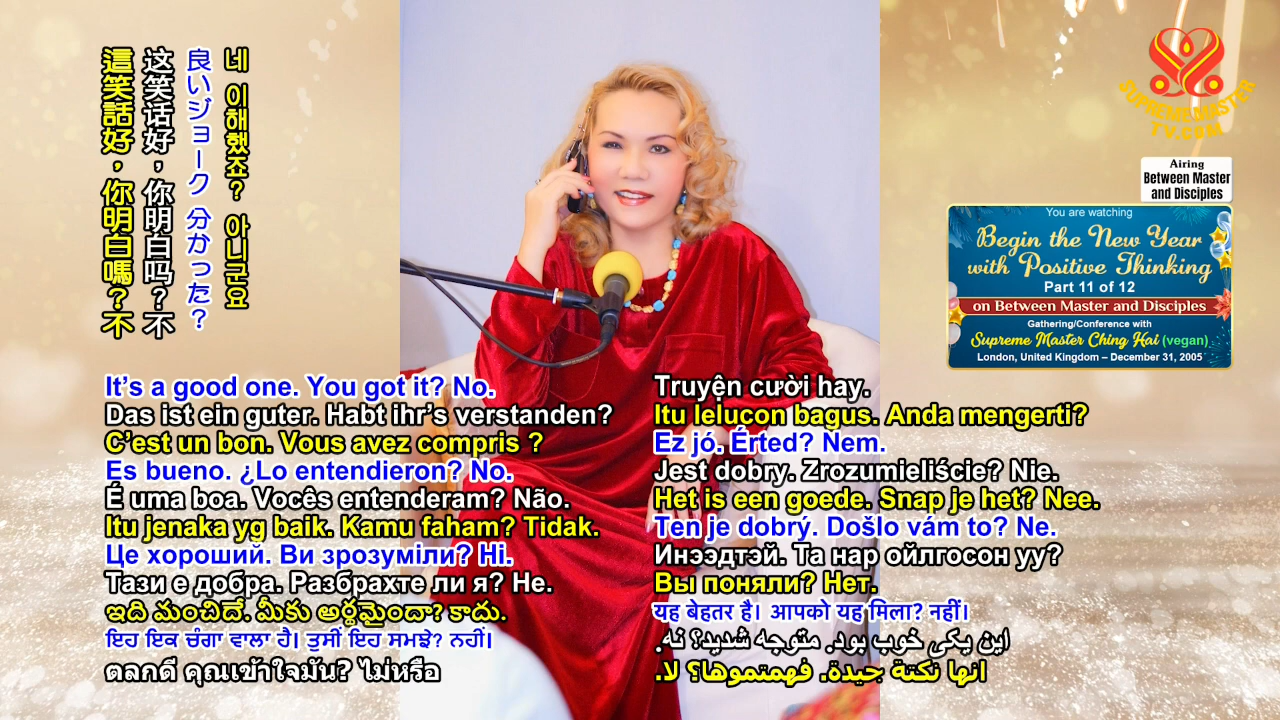 這笑話好，你明白嗎？不
这笑话好，你明白吗？不
良いジョーク 分かった？
네 이해했죠? 아니군요
SUPREME MASTER
TV.COM
Airing
Between Master
and Disciples
You are watching
Begin the New Year
with Positive Thinking
Part 11 of 12
on Between Master and Disciples
Gathering/Conference with
Supreme Master Ching Hai (vegan)
London, United Kingdom – December 31, 2005
It’s a good one. You got it? No.
Das ist ein guter. Habt ihr’s verstanden?
C’est un bon. Vous avez compris ?
Es bueno. ¿Lo entendieron? No.
É uma boa. Vocês entenderam? Não.
Itu jenaka yg baik. Kamu faham? Tidak.
Це хороший. Ви зрозуміли? Ні.
Тази е добра. Разбрахте ли я? Не.
ఇది మంచిదే. మీకు అర్థమైందా? కాదు.
ਇਹ ਇਕ ਚੰਗਾ ਵਾਲਾ ਹੈ। ਤੁਸੀਂ ਇਹ ਸਮਝੇ? ਨਹੀਂ।
ตลกดี คุณเข้าใจมัน? ไม่หรือ
Truyện cười hay.
Itu lelucon bagus. Anda mengerti?
Ez jó. Érted? Nem.
Jest dobry. Zrozumieliście? Nie.
Het is een goede. Snap je het? Nee.
Ten je dobrý. Došlo vám to? Ne.
Инээдтэй. Та нар ойлгосон уу?
Вы поняли? Нет.
यह बेहतर है। आपको यह मिला? नहीं।
این یکی خوب بود. متوجه شدید؟ نه.
انها نكتة جيدة. فهمتموها؟ لا.